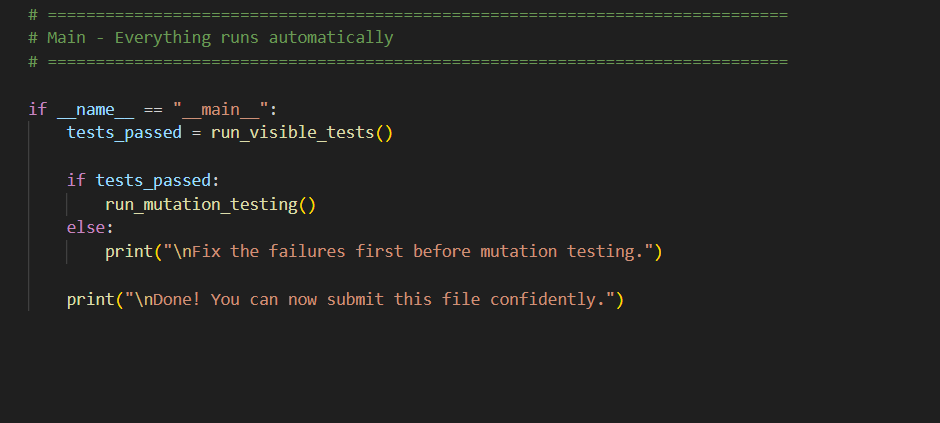 # =============================================================================
# Main - Everything runs automatically
# =============================================================================
if __name__ == "__main__":
tests_passed = run_visible_tests()
if tests_passed:
run_mutation_testing()
else:
print("\nFix the failures first before mutation testing.")
print("\nDone! You can now submit this file confidently.")